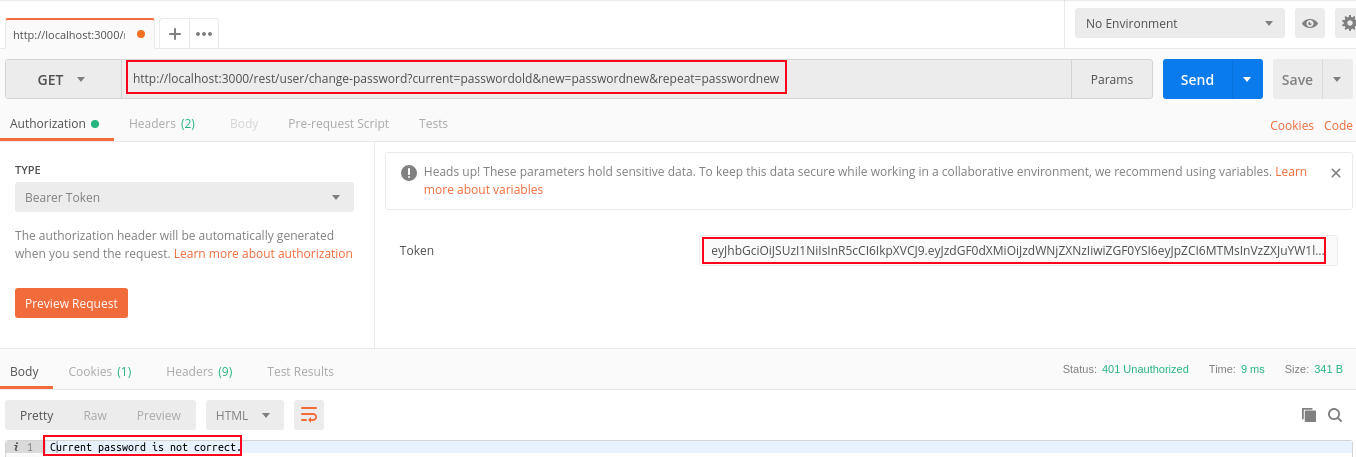 http://localhost:3000/r
No Environment
GET
http://localhost:3000/rest/user/change-password?current=passwordold&new=passwordnew&repeat=passwordnew
Params
Send
Save
Authorization
Headers (2)
Body
Pre-request Script
Tests
Cookies
Code
TYPE
Bearer Token
The authorization header will be automatically generated
when you send the request. Learn more about authorization
Preview Request
Heads up! These parameters hold sensitive data. To keep this data secure while working in a collaborative environment, we recommend using variables. Learn
more about variables
Token
eyJhbGciOiJSUzI1NiIsInR5cCI6IkpXVCJ9.eyJzdGF0dXMiOiJzdWNjZXNzIiwiZGF0YSI6eyJpZCI6MTMsInVzZXJuYW1l...
Body
Cookies (1)
Headers (9)
Test Results
Status: 401 Unauthorized
Time: 9 ms
Size: 341 B
Pretty
Raw
Preview
HTML
i 1
Current password is not correct.